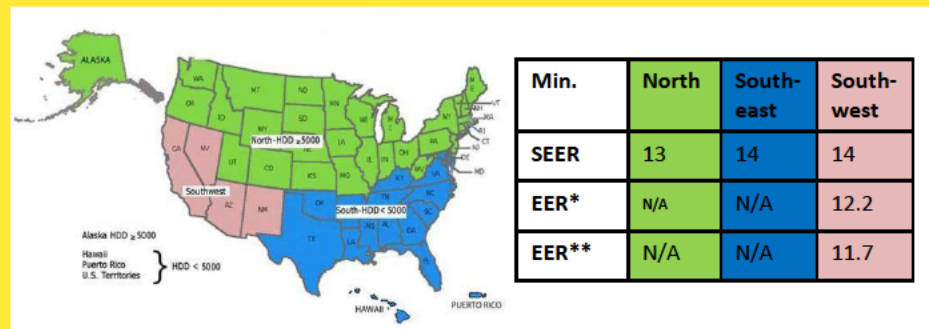 ALASKA
WA
MT
ND
MN
OR
ID
SD
WI
WY
North-HDD ≥5000
IA
NY
PA
NV
UT
CO
KS
MO
IL
IN
OH
WV
CA
Southwest
AZ
NM
OK
TX
KY
VA
TN
NC
SC
South-HDD < 5000
MS
AL
GA
LA
FL
VT
NH
MA
RI
CT
NJ
DE
MD
Alaska HDD ≥ 5000
Hawaii
Puerto Rico
U.S. Territories
} HDD < 5000
HAWAII
PUERTO RICO
Min. North South-east South-west
SEER 13 14 14
EER* N/A N/A 12.2
EER** N/A N/A 11.7